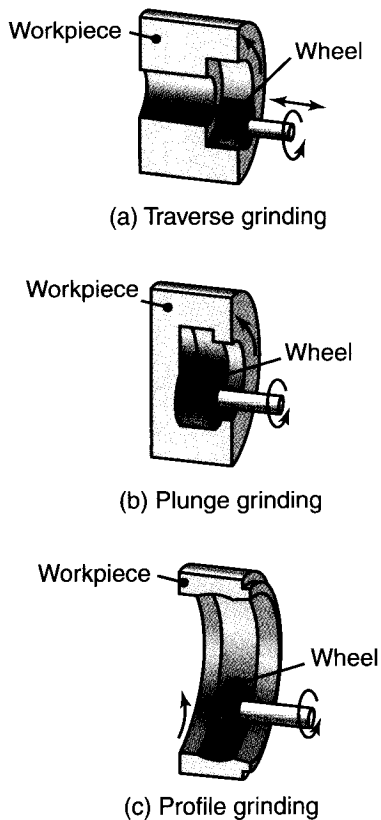 Workpiece
Wheel
(a) Traverse grinding
Workpiece
Wheel
(b) Plunge grinding
Workpiece
Wheel
(c) Profile grinding